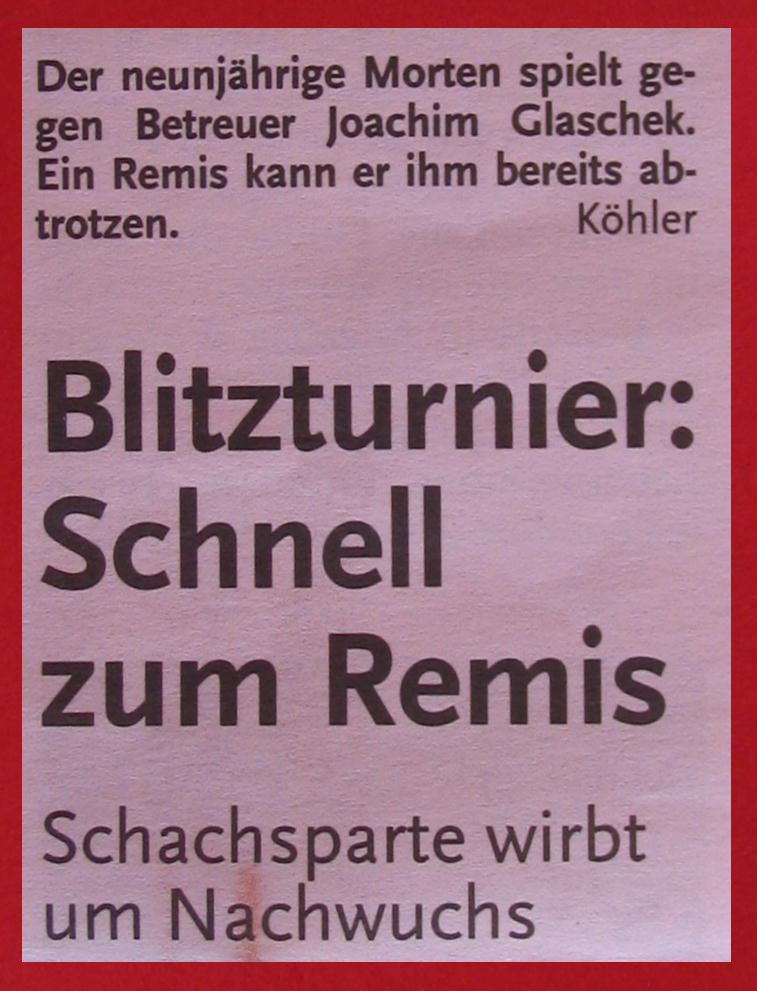 Der neunjährige Morten spielt ge-
gen Betreuer Joachim Glaschek.
Ein Remis kann er ihm bereits ab-
trotzen. Köhler
Blitzturnier:
Schnell
zum Remis
Schachsparte wirbt
um Nachwuchs